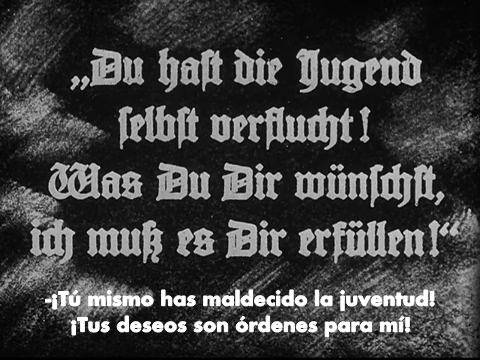 „Du hast die Jugend
selbst verflucht!
Was Du Dir wünschst,
ich muß es Dir erfüllen!“
-¡Tú mismo has maldecido la juventud!
¡Tus deseos son órdenes para mí!